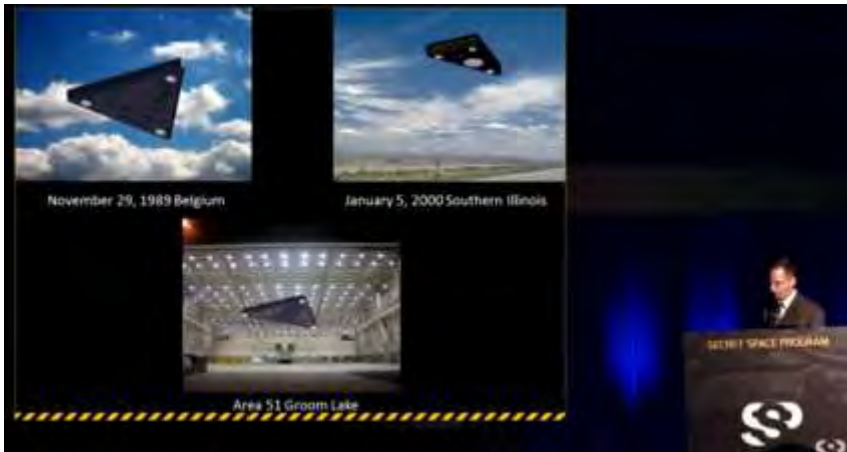 November 29, 1989 Belgium
January 5, 2000 Southern Illinois
Area 51 Groom Lake
SECRET SPACE PROGRAM